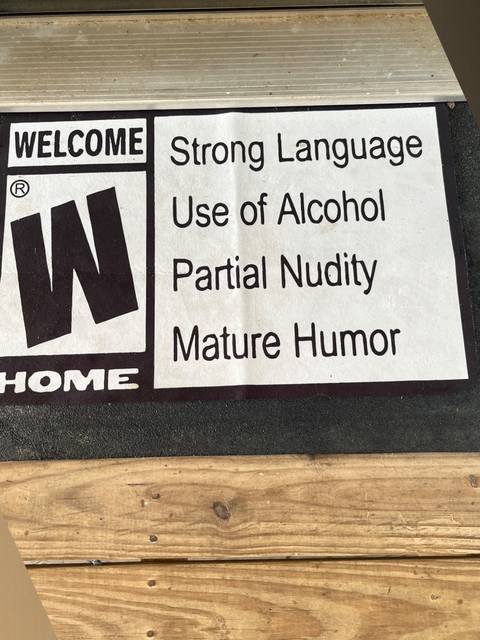 WELCOME
®
W
HOME
Strong Language
Use of Alcohol
Partial Nudity
Mature Humor